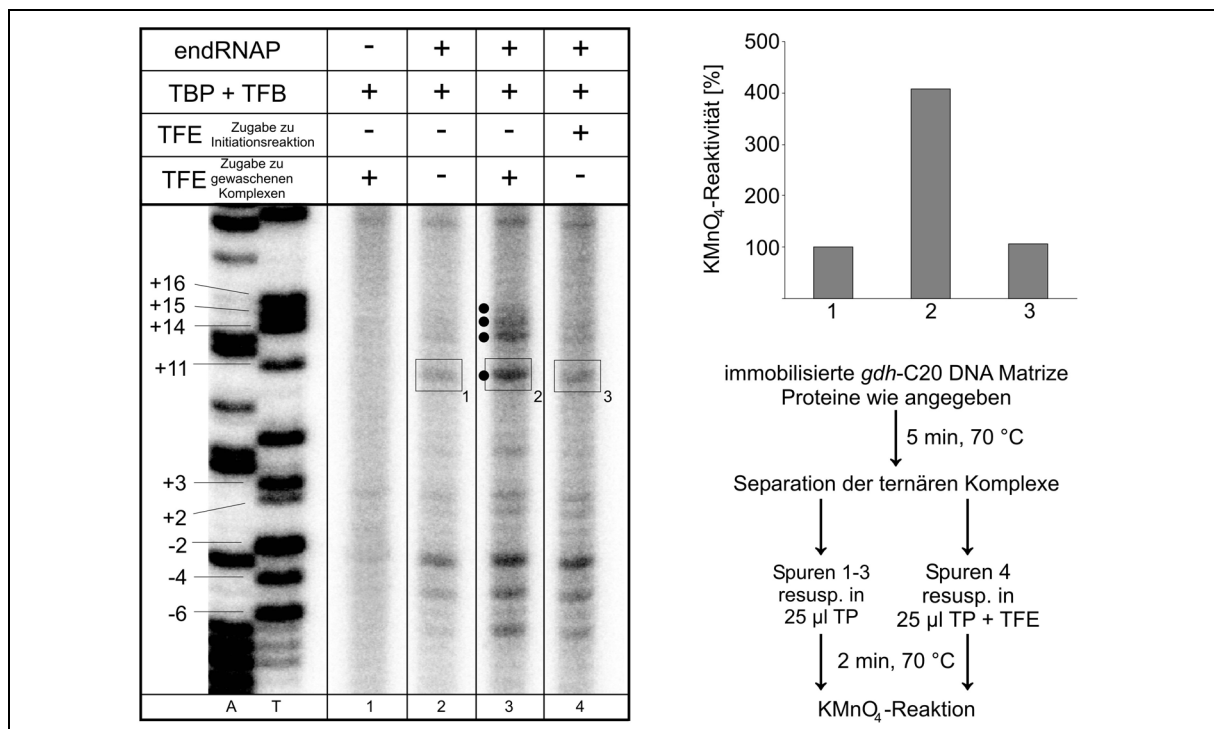 endRNAP - + + +
TBP + TFB + + + +
TFE Zugabe zu Initiationsreaktion - - - +
TFE Zugabe zu gewaschenen Komplexen + - + -
+16
+15
+14
+11
+3
+2
-2
-4
-6
1
2
3
A T 1 2 3 4
KMnO4-Reaktivität [%]
500
400
300
200
100
1 2 3
immobilisierte gdh-C20 DNA Matrize
Proteine wie angegeben
5 min, 70 °C
Separation der ternären Komplexe
Spuren 1-3
resusp. in
25 µl TP
Spuren 4
resusp. in
25 µl TP + TFE
2 min, 70 °C
KMnO4-Reaktion